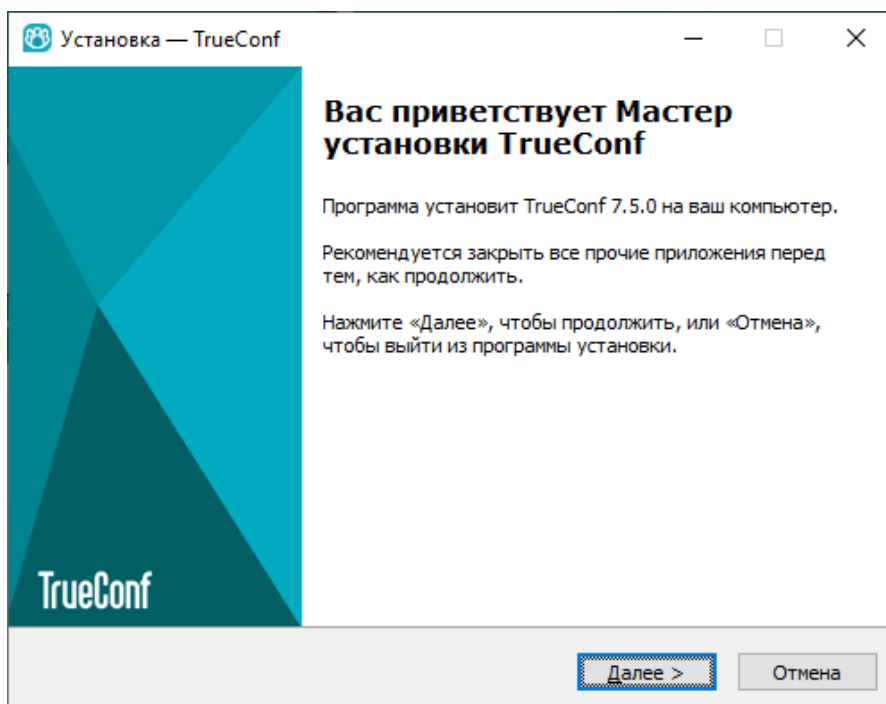 Установка — TrueConf
Вас приветствует Мастер
установки TrueConf
Программа установит TrueConf 7.5.0 на ваш компьютер.
Рекомендуется закрыть все прочие приложения перед
тем, как продолжить.
Нажмите «Далее», чтобы продолжить, или «Отмена»,
чтобы выйти из программы установки.
TrueConf
Далее >
Отмена